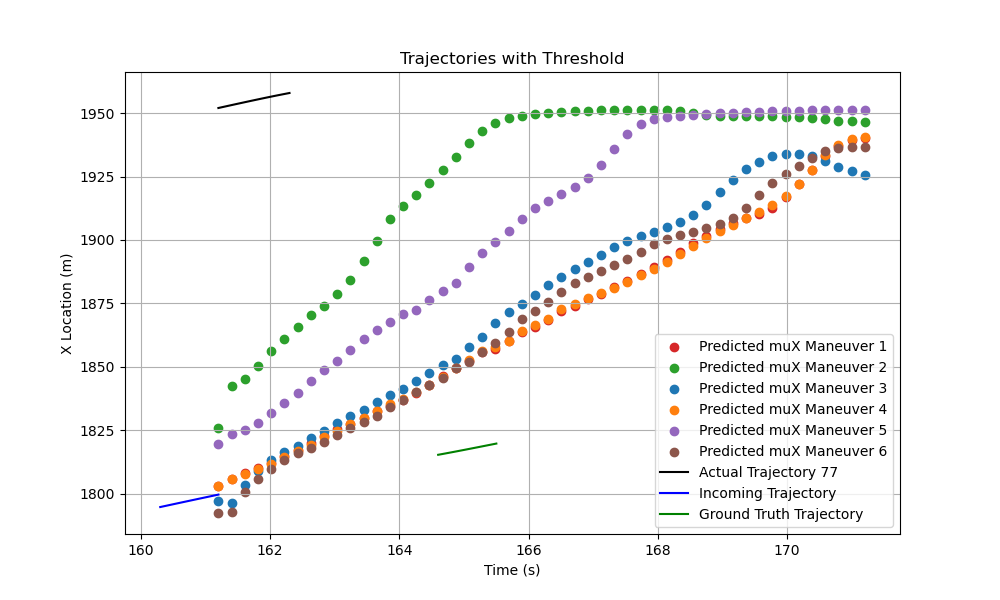 Trajectories with Threshold
X Location (m)
1950
1925
1900
1875
1850
1825
1800
160
162
164
166
168
170
Time (s)
Predicted muX Maneuver 1
Predicted muX Maneuver 2
Predicted muX Maneuver 3
Predicted muX Maneuver 4
Predicted muX Maneuver 5
Predicted muX Maneuver 6
Actual Trajectory 77
Incoming Trajectory
Ground Truth Trajectory